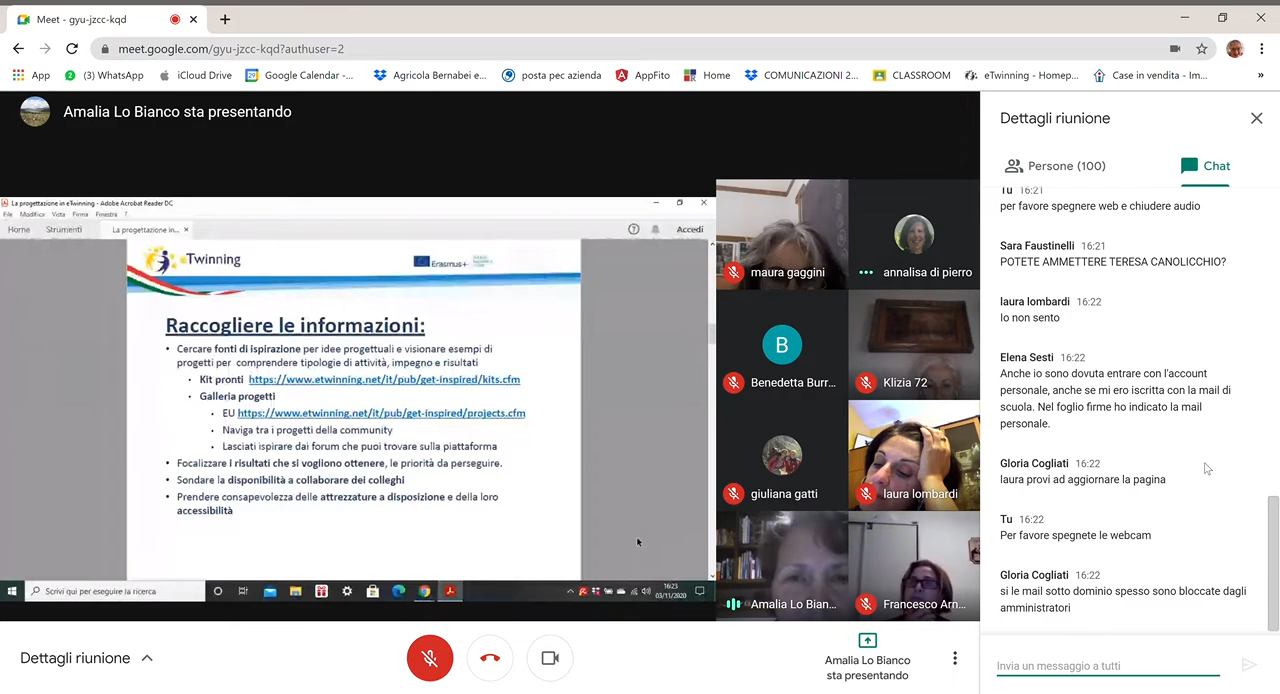 Meet - gyu-jzcc-kqd
meet.google.com/gyu-jzcc-kqd?authuser=2
App
(3) WhatsApp
iCloud Drive
Google Calendar -...
Agricola Bernabei e...
posta pec azienda
AppFito
Home
COMUNICAZIONI 2...
CLASSROOM
eTwinning - Homep...
Case in vendita - Im...
»
Amalia Lo Bianco sta presentando
La progettazione in eTwinning - Adobe Acrobat Reader DC
File Modifica Vista Firma Finestra ?
Home Strumenti La progettazione in... Accedi
eTwinning
Erasmus+
Raccogliere le informazioni:
• Cercare fonti di ispirazione per idee progettuali e visionare esempi di
progetti per comprendere tipologie di attività, impegno e risultati
• Kit pronti https://www.etwinning.net/it/pub/get-inspired/kits.cfm
• Galleria progetti
• EU https://www.etwinning.net/it/pub/get-inspired/projects.cfm
• Naviga tra i progetti della community
• Lasciati ispirare dai forum che puoi trovare sulla piattaforma
• Focalizzare i risultati che si vogliono ottenere, le priorità da perseguire.
• Sondare la disponibilità a collaborare dei colleghi
• Prendere consapevolezza delle attrezzature a disposizione e della loro
accessibilità
Scrivi qui per eseguire la ricerca
16:23
03/11/2020
maura gaggini
annalisa di pierro
B
Benedetta Burr...
Klizia 72
giuliana gatti
laura lombardi
Amalia Lo Bian...
Francesco Arn...
Dettagli riunione
Persone (100)
Chat
Tu 16:21
per favore spegnere web e chiudere audio
Sara Faustinelli 16:21
POTETE AMMETTERE TERESA CANOLICCHIO?
laura lombardi 16:22
Io non sento
Elena Sesti 16:22
Anche io sono dovuta entrare con l'account
personale, anche se mi ero iscritta con la mail di
scuola. Nel foglio firme ho indicato la mail
personale.
Gloria Cogliati 16:22
laura provi ad aggiornare la pagina
Tu 16:22
Per favore spegnete le webcam
Gloria Cogliati 16:22
si le mail sotto dominio spesso sono bloccate dagli
amministratori
Invia un messaggio a tutti
Dettagli riunione
Amalia Lo Bianco
sta presentando